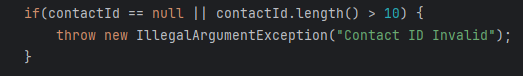 if(contactId == null || contactId.length() > 10) {
    throw new IllegalArgumentException("Contact ID Invalid");
}